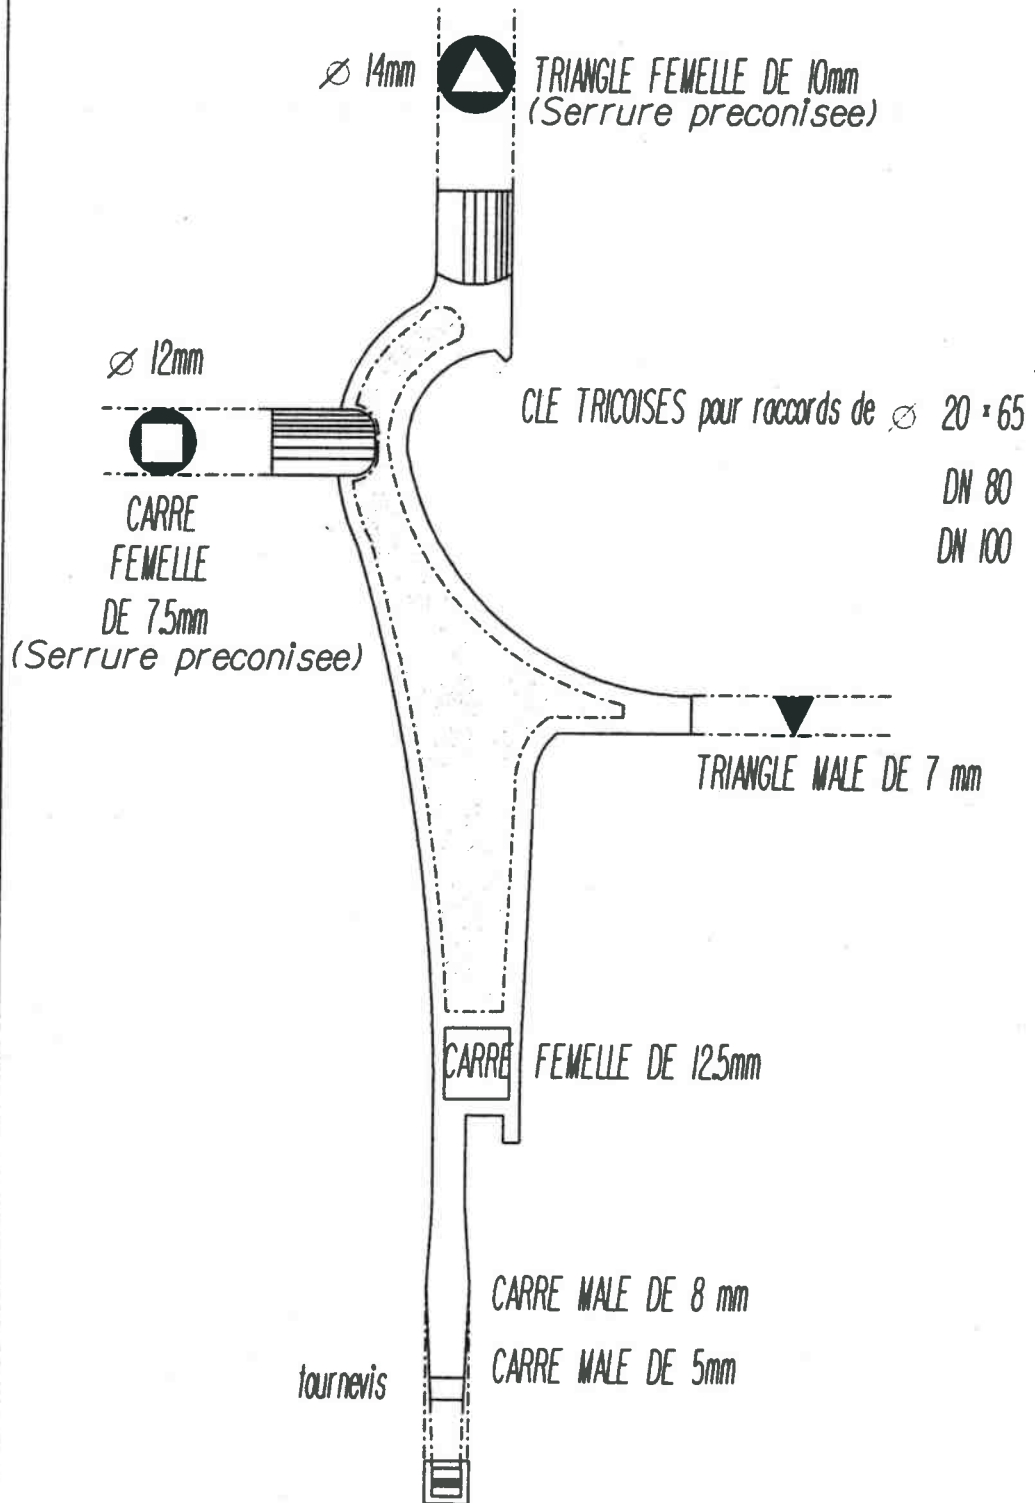 ⌀ 14mm
TRIANGLE FEMELLE DE 10mm
(Serrure preconisee)
⌀ 12mm
CLE TRICOISES pour raccords de ⌀ 20 * 65
DN 80
DN 100
CARRE
FEMELLE
DE 7.5mm
(Serrure preconisee)
TRIANGLE MALE DE 7 mm
CARRE FEMELLE DE 12.5mm
CARRE MALE DE 8 mm
CARRE MALE DE 5mm
tournevis